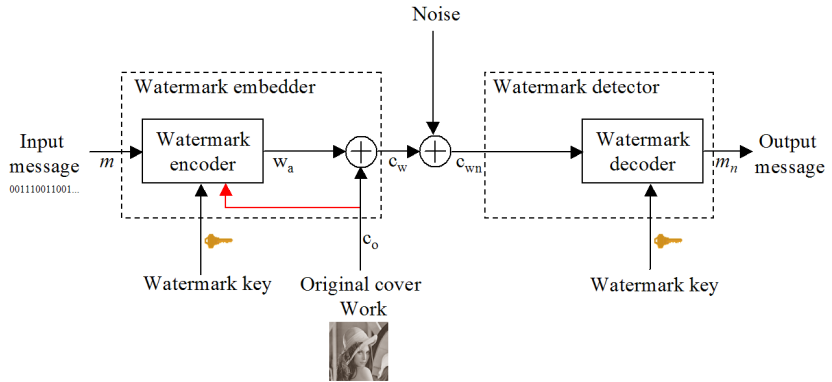 Noise
Watermark embedder
Watermark detector
Input
message
001110011001...
m
Watermark
encoder
wa
cw
cwn
Watermark
decoder
mn
Output
message
co
Watermark key
Original cover
Work
Watermark key